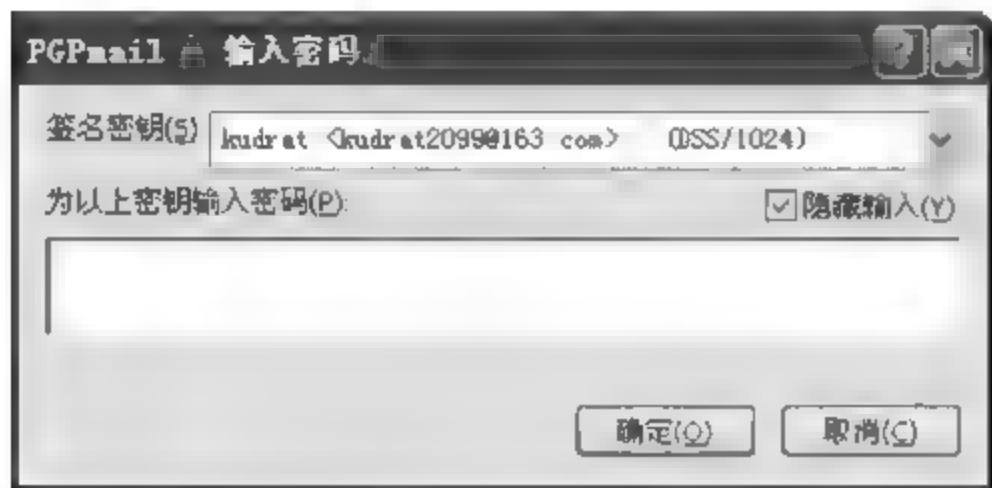 PGPmail - 输入密码
签名密钥(S) kudrat <kudrat2099@163.com> (DSS/1024)
为以上密钥输入密码(P): 隐藏输入(Y)
确定(O) 取消(C)